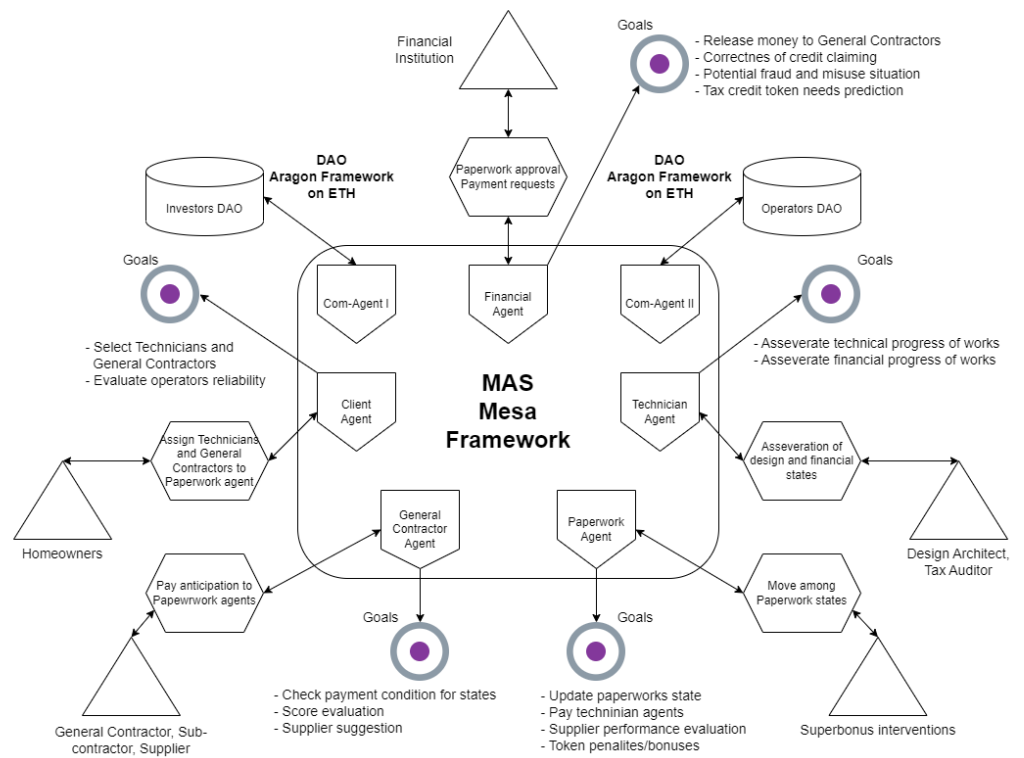 Financial
Institution
Goals
- Release money to General Contractors
- Correctnes of credit claiming
- Potential fraud and misuse situation
- Tax credit token needs prediction
DAO
Aragon Framework
on ETH
Paperwork approval
Payment requests
DAO
Aragon Framework
on ETH
Investors DAO
Operators DAO
Goals
- Select Technicians and
General Contractors
- Evaluate operators reliability
Com-Agent I
Financial
Agent
Com-Agent II
Goals
- Asseverate technical progress of works
- Asseverate financial progress of works
Client
Agent
MAS
Mesa
Framework
Technician
Agent
Assign Technicians
and General
Contractors to
Paperwork agent
Asseveration of
design and financial
states
Homeowners
Design Architect,
Tax Auditor
General
Contractor
Agent
Paperwork
Agent
Pay anticipation to
Papewrwork agents
Move among
Paperwork states
General Contractor, Sub-
contractor, Supplier
Goals
- Check payment condition for states
- Score evaluation
- Supplier suggestion
Goals
- Update paperworks state
- Pay techninian agents
- Supplier performance evaluation
- Token penalites/bonuses
Superbonus interventions